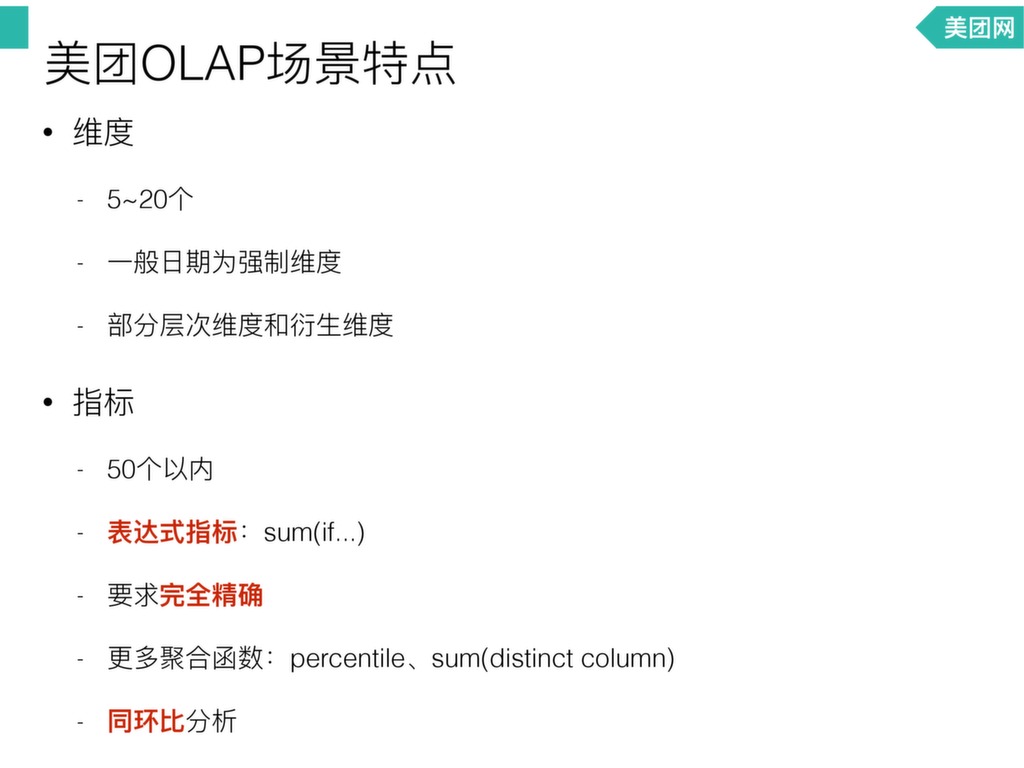 美团网
美团OLAP场景特点
• 维度
- 5~20个
- 一般日期为强制维度
- 部分层次维度和衍生维度
• 指标
- 50个以内
- 表达式指标：sum(if...)
- 要求完全精确
- 更多聚合函数：percentile、sum(distinct column)
- 同环比分析